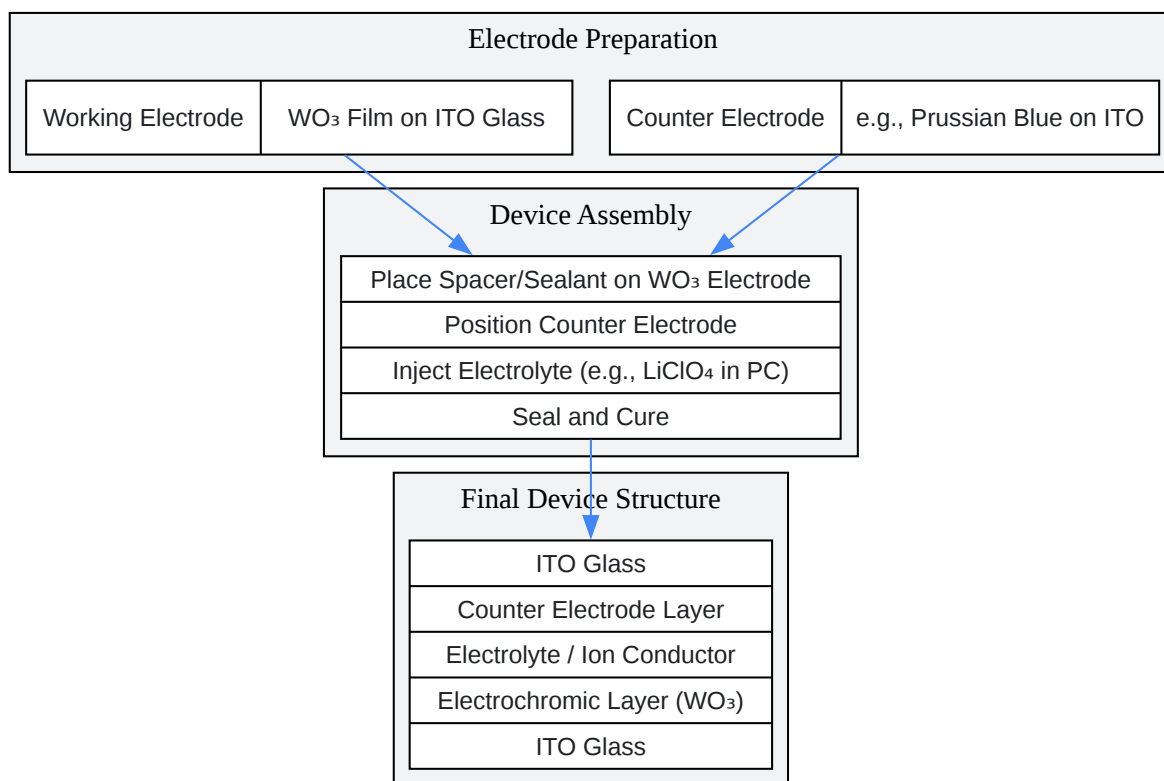 Electrode Preparation
Working Electrode
WO₃ Film on ITO Glass
Counter Electrode
e.g., Prussian Blue on ITO
Device Assembly
Place Spacer/Sealant on WO₃ Electrode
Position Counter Electrode
Inject Electrolyte (e.g., LiClO₄ in PC)
Seal and Cure
Final Device Structure
ITO Glass
Counter Electrode Layer
Electrolyte / Ion Conductor
Electrochromic Layer (WO₃)
ITO Glass